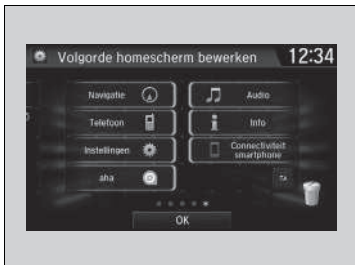 Volgorde homescherm bewerken 12:34
Navigatie
Audio
Telefoon
Info
Instellingen
Connectiviteit
smartphone
aha
OK